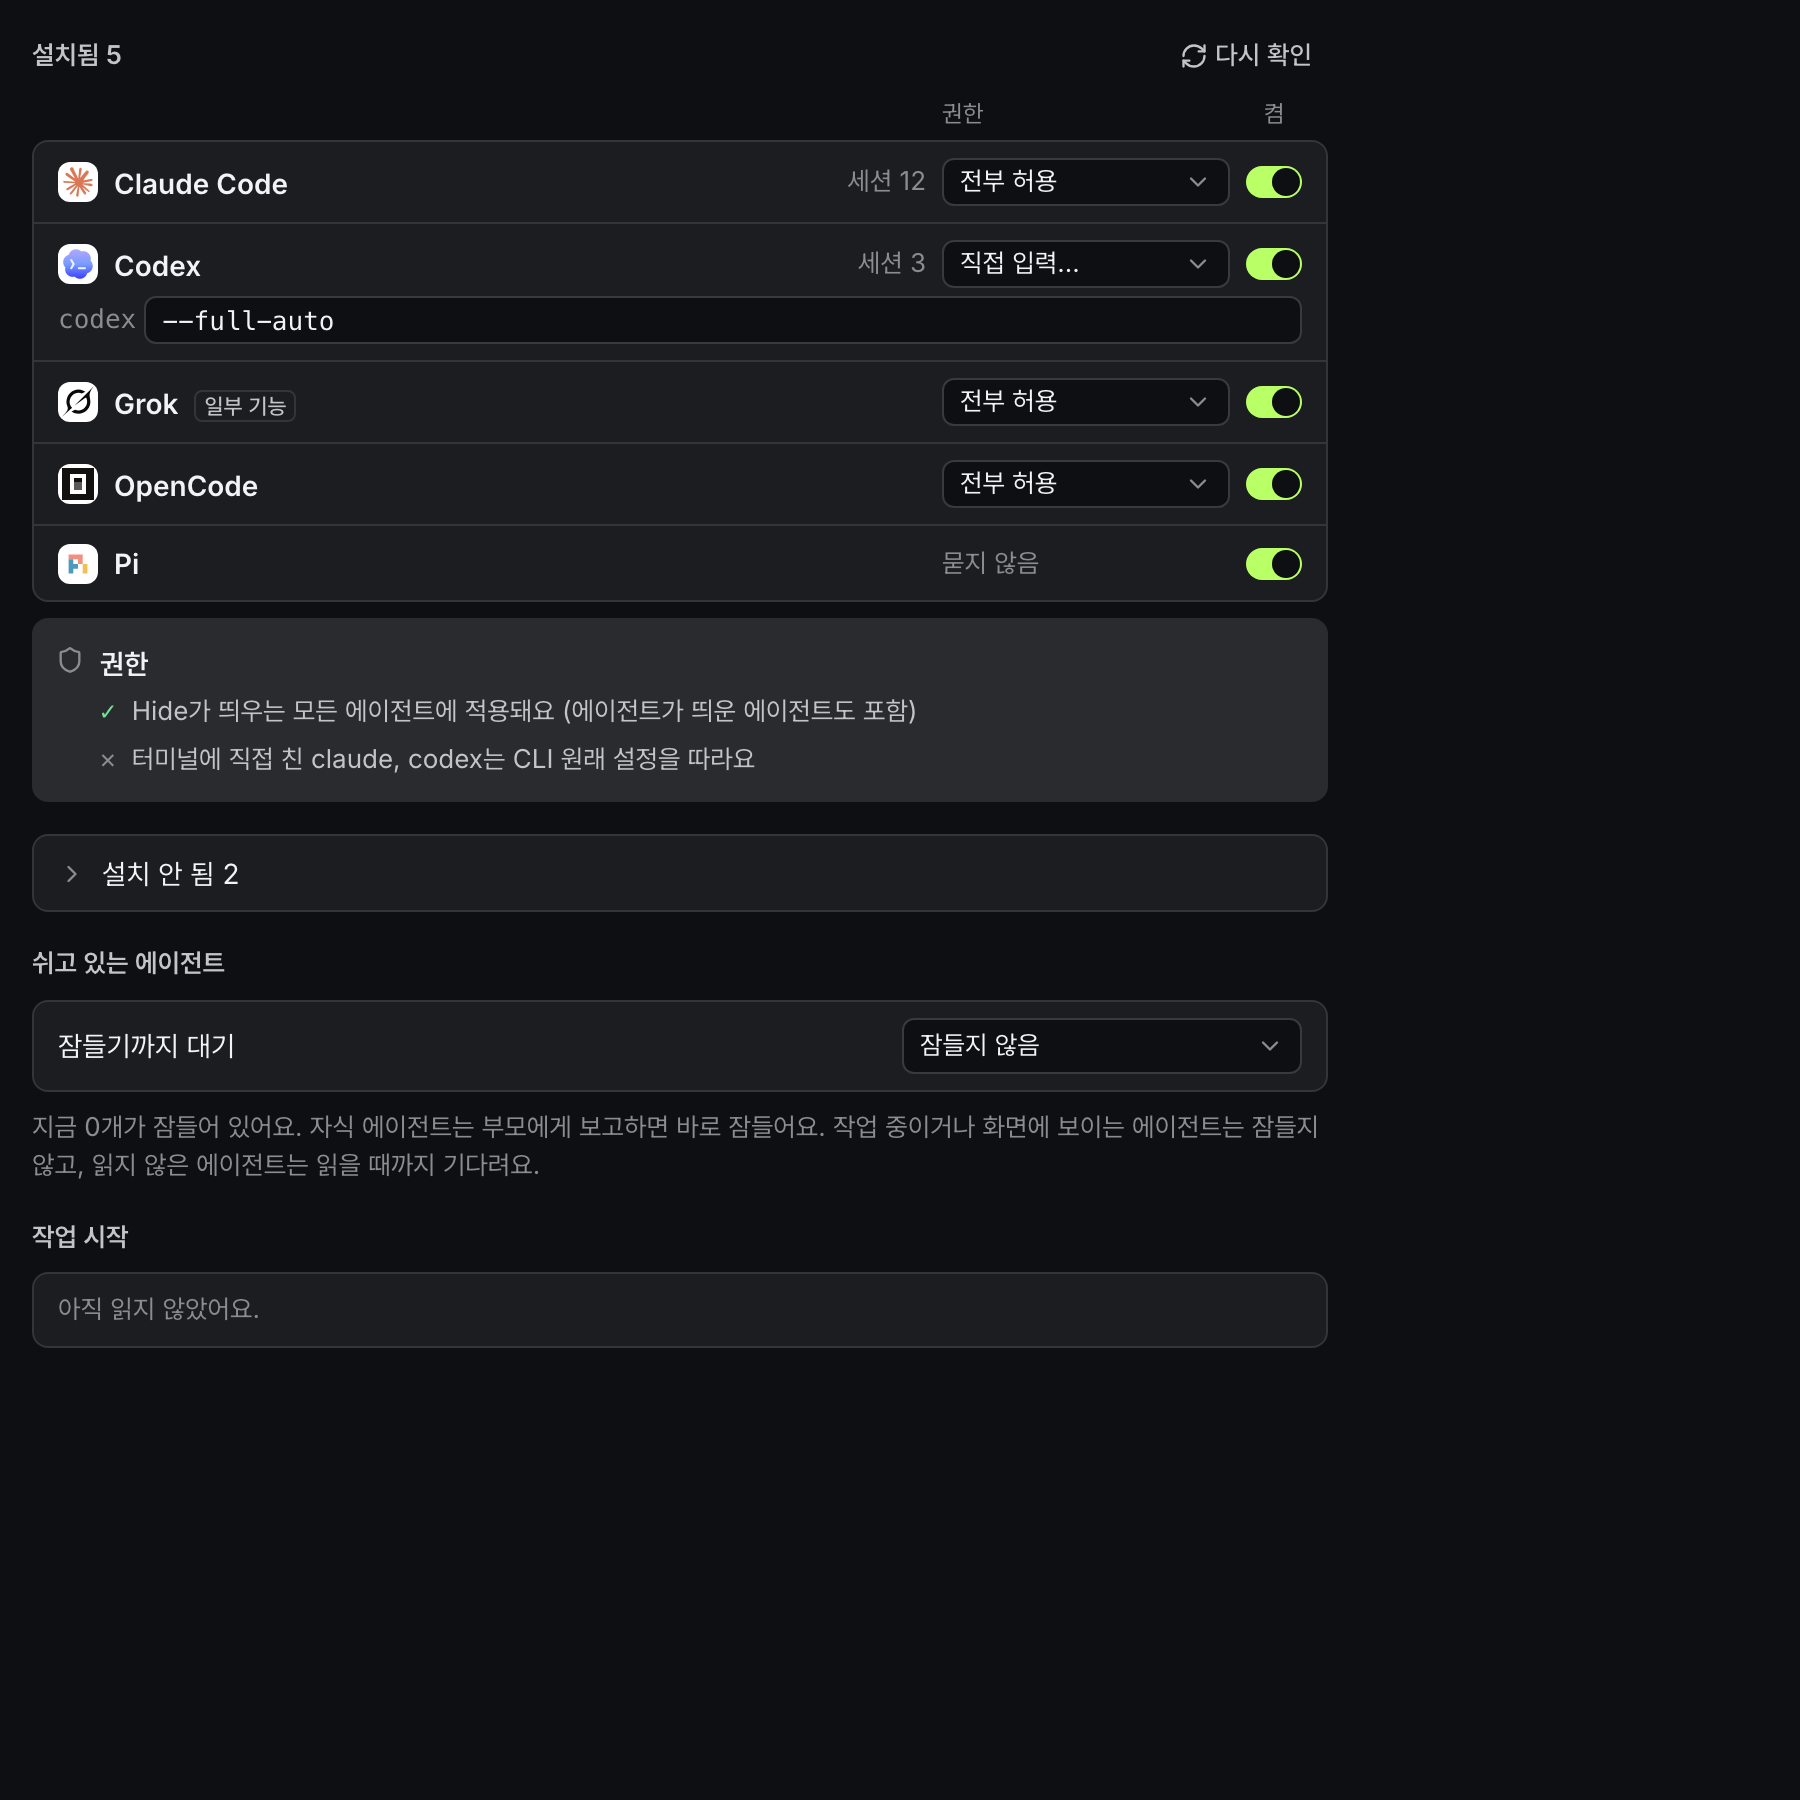 설치됨 5
다시 확인
권한
켬
Claude Code
세션 12
전부 허용
Codex
세션 3
직접 입력...
codex
--full-auto
Grok
일부 기능
전부 허용
OpenCode
전부 허용
Pi
묻지 않음
권한
✓ Hide가 띄우는 모든 에이전트에 적용돼요 (에이전트가 띄운 에이전트도 포함)
× 터미널에 직접 친 claude, codex는 CLI 원래 설정을 따라요
설치 안 됨 2
쉬고 있는 에이전트
잠들기까지 대기
잠들지 않음
지금 0개가 잠들어 있어요. 자식 에이전트는 부모에게 보고하면 바로 잠들어요. 작업 중이거나 화면에 보이는 에이전트는 잠들지
않고, 읽지 않은 에이전트는 읽을 때까지 기다려요.
작업 시작
아직 읽지 않았어요.